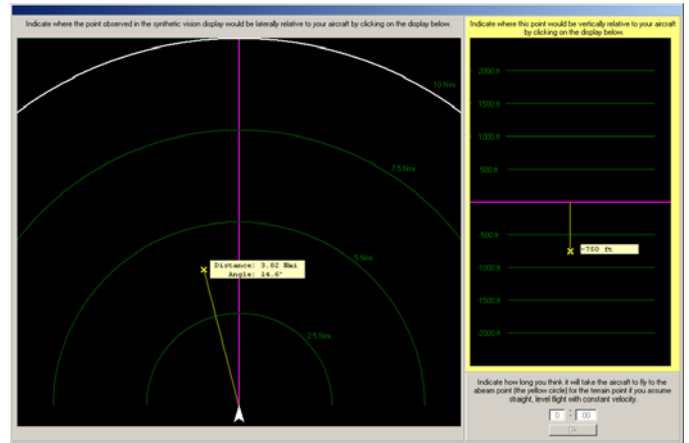 Indicate where the point observed in the synthetic vision display would be laterally relative to your aircraft by clicking on the display below.
10 Nmi
7.5 Nmi
5 Nmi
Distance: 3.82 Nmi
Angle: 14.6°
2.5 Nmi
Indicate where this point would be vertically relative to your aircraft
by clicking on the display below.
2000 ft
1500 ft
1000 ft
500 ft
-500 ft
-750 ft
-1000 ft
-1500 ft
-2000 ft
Indicate how long you think it will take the aircraft to fly to the
abeam point (the yellow circle) for the terrain point if you assume
straight, level flight with constant velocity.
0 : 00
Ok